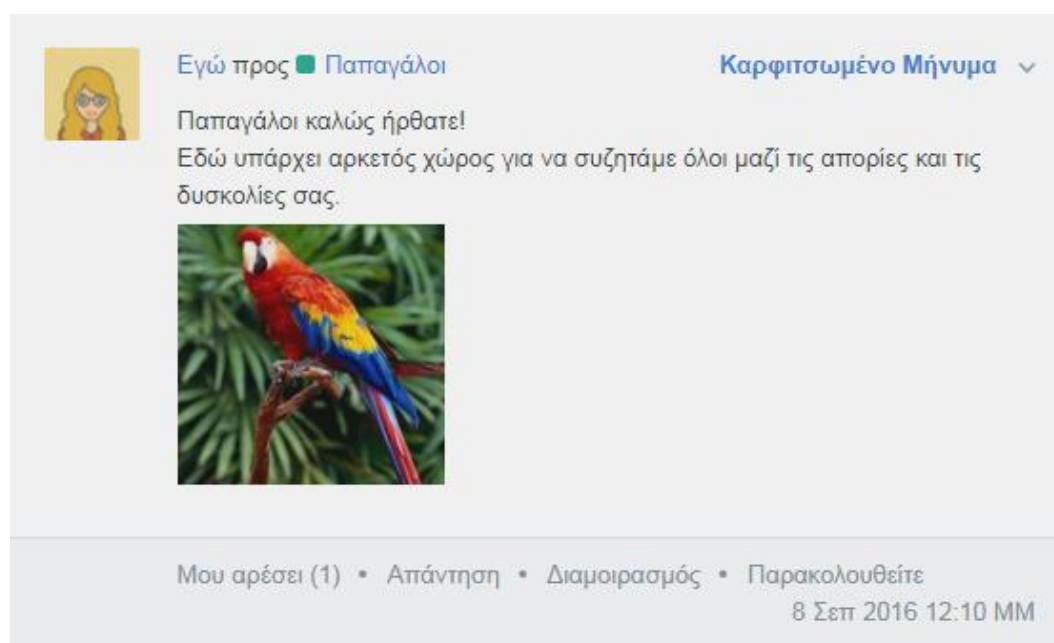 Εγώ προς Παπαγάλοι
Καρφιτσωμένο Μήνυμα
Παπαγάλοι καλώς ήρθατε!
Εδώ υπάρχει αρκετός χώρος για να συζητάμε όλοι μαζί τις απορίες και τις
δυσκολίες σας.
Μου αρέσει (1) • Απάντηση • Διαμοιρασμός • Παρακολουθείτε
8 Σεπ 2016 12:10 ΜΜ